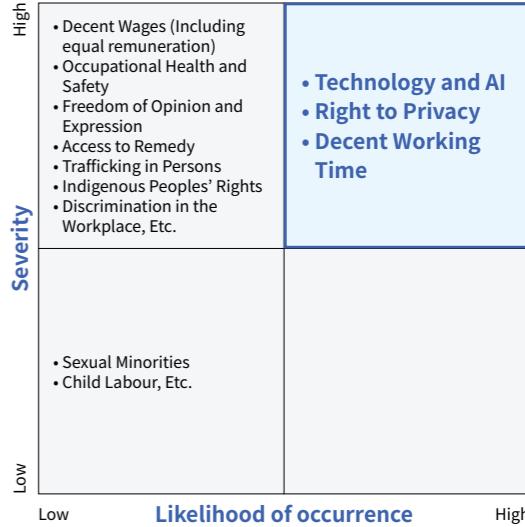 High
• Decent Wages (Including
equal remuneration)
• Occupational Health and
Safety
• Freedom of Opinion and
Expression
• Access to Remedy
• Trafficking in Persons
• Indigenous Peoples’ Rights
• Discrimination in the
Workplace, Etc.
• Technology and AI
• Right to Privacy
• Decent Working
Time
Severity
• Sexual Minorities
• Child Labour, Etc.
Low
Low
Likelihood of occurrence
High